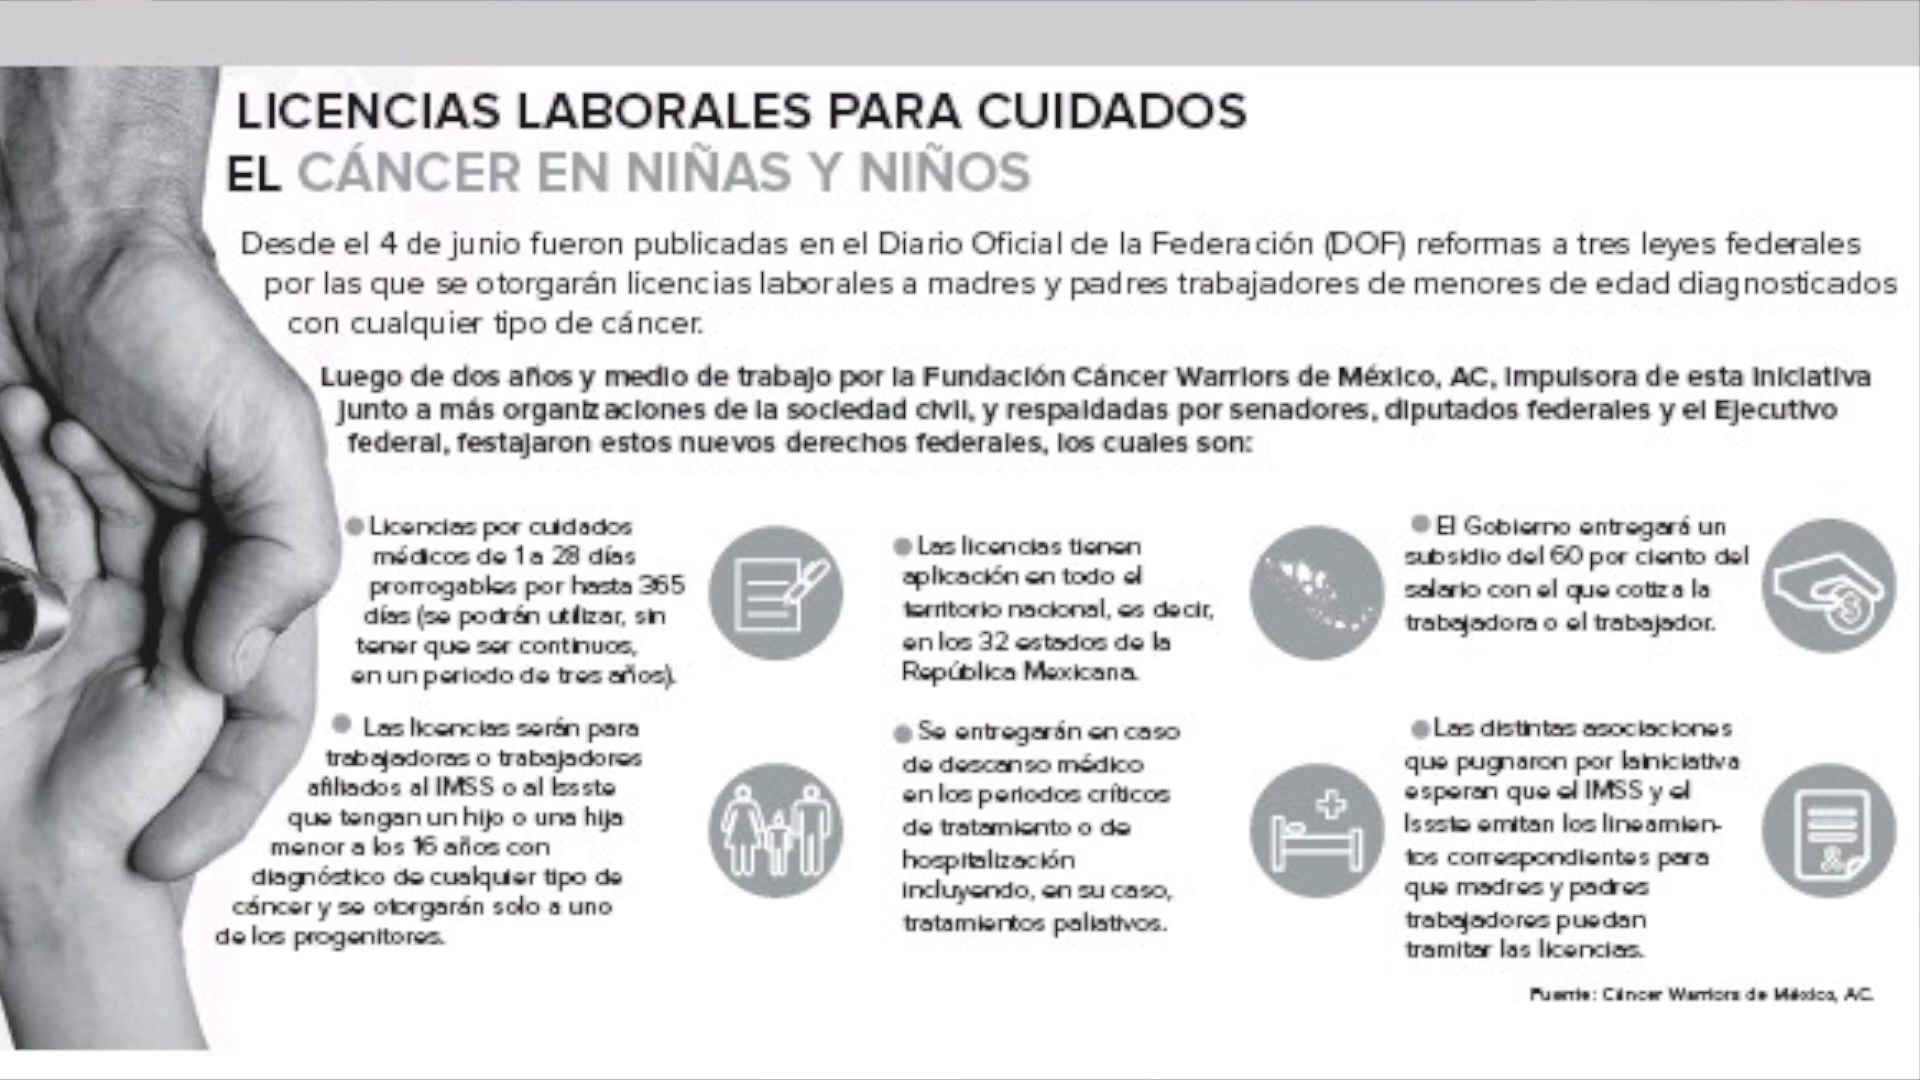 LICENCIAS LABORALES PARA CUIDADOS
EL CÁNCER EN NIÑAS Y NIÑOS
Desde el 4 de junio fueron publicadas en el Diario Oficial de la Federación (DOF) reformas a tres leyes federales
por las que se otorgarán licencias laborales a madres y padres trabajadores de menores de edad diagnosticados
con cualquier tipo de cáncer.
Luego de dos años y medio de trabajo por la Fundación Cáncer Warriors de México, AC, impulsora de esta iniciativa
junto a más organizaciones de la sociedad civil, y respaldadas por senadores, diputados federales y el Ejecutivo
federal, festajaron estos nuevos derechos federales, los cuales son:
Licencias por cuidados
médicos de 1 a 28 días
prorrogables por hasta 365
días (se podrán utilizar, sin
tener que ser continuos,
en un periodo de tres años).
Las licencias serán para
trabajadoras o trabajadores
afiliados al IMSS o al Issste
que tengan un hijo o una hija
menor a los 16 años con
diagnóstico de cualquier tipo de
cáncer y se otorgarán solo a uno
de los progenitores.
Las licencias tienen
aplicación en todo el
territorio nacional, es decir,
en los 32 estados de la
República Mexicana.
Se entregarán en caso
de descanso médico
en los periodos críticos
de tratamiento o de
hospitalización
incluyendo, en su caso,
tratamientos paliativos.
El Gobierno entregará un
subsidio del 60 por ciento del
salario con el que cotiza la
trabajadora o el trabajador.
Las distintas asociaciones
que pugnaron por lainiciativa
esperan que el IMSS y el
Issste emitan los lineamien-
tos correspondientes para
que madres y padres
trabajadores puedan
tramitar las licencias.
Fuente: Cáncer Warriors de México, AC.